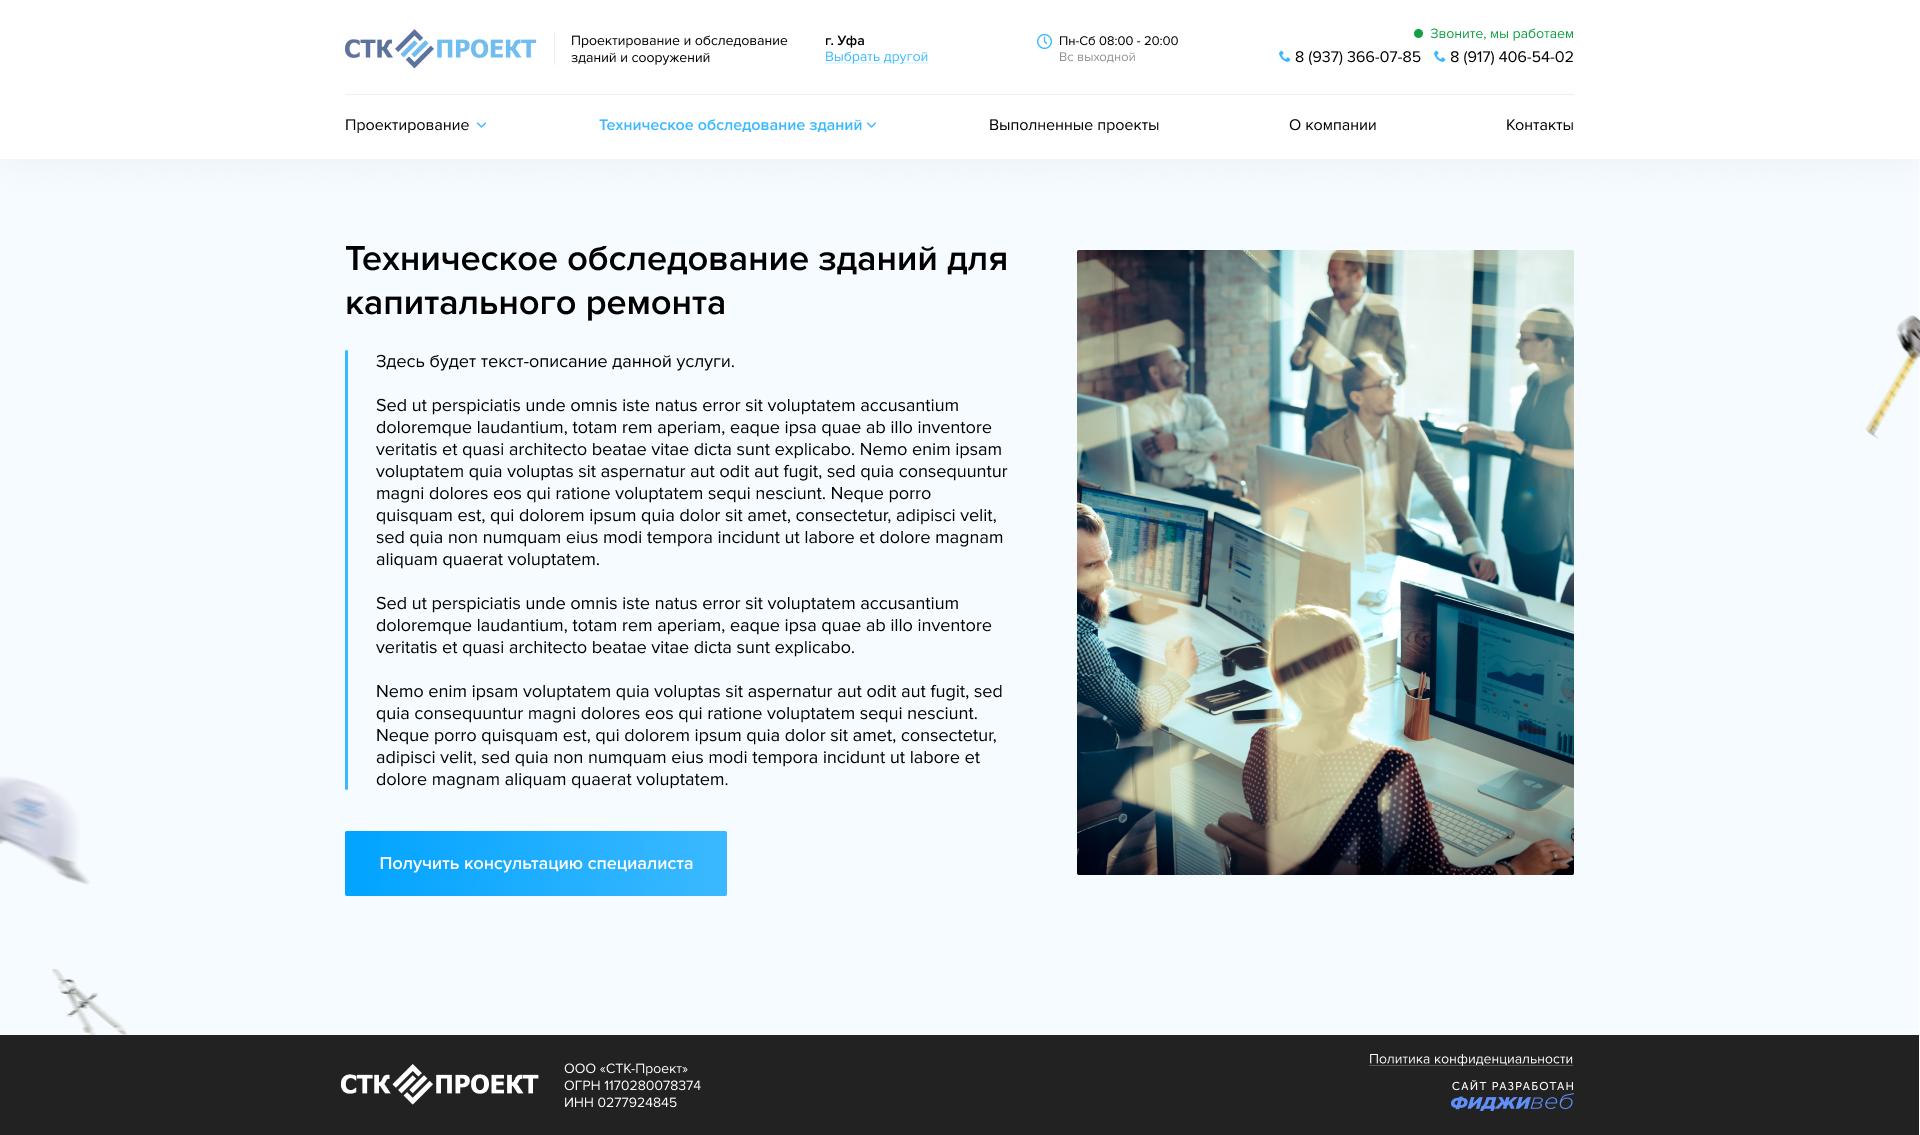 СТК ПРОЕКТ
Проектирование и обследование
зданий и сооружений
г. Уфа
Выбрать другой
Пн-Сб 08:00 - 20:00
Вс выходной
Звоните, мы работаем
8 (937) 366-07-85 8 (917) 406-54-02
Проектирование Техническое обследование зданий Выполненные проекты О компании Контакты
Техническое обследование зданий для
капитального ремонта
Здесь будет текст-описание данной услуги.
Sed ut perspiciatis unde omnis iste natus error sit voluptatem accusantium
doloremque laudantium, totam rem aperiam, eaque ipsa quae ab illo inventore
veritatis et quasi architecto beatae vitae dicta sunt explicabo. Nemo enim ipsam
voluptatem quia voluptas sit aspernatur aut odit aut fugit, sed quia consequuntur
magni dolores eos qui ratione voluptatem sequi nesciunt. Neque porro
quisquam est, qui dolorem ipsum quia dolor sit amet, consectetur, adipisci velit,
sed quia non numquam eius modi tempora incidunt ut labore et dolore magnam
aliquam quaerat voluptatem.
Sed ut perspiciatis unde omnis iste natus error sit voluptatem accusantium
doloremque laudantium, totam rem aperiam, eaque ipsa quae ab illo inventore
veritatis et quasi architecto beatae vitae dicta sunt explicabo.
Nemo enim ipsam voluptatem quia voluptas sit aspernatur aut odit aut fugit, sed
quia consequuntur magni dolores eos qui ratione voluptatem sequi nesciunt.
Neque porro quisquam est, qui dolorem ipsum quia dolor sit amet, consectetur,
adipisci velit, sed quia non numquam eius modi tempora incidunt ut labore et
dolore magnam aliquam quaerat voluptatem.
Получить консультацию специалиста
СТК ПРОЕКТ
ООО «СТК-Проект»
ОГРН 1170280078374
ИНН 0277924845
Политика конфиденциальности
САЙТ РАЗРАБОТАН
ФИДЖИвеб